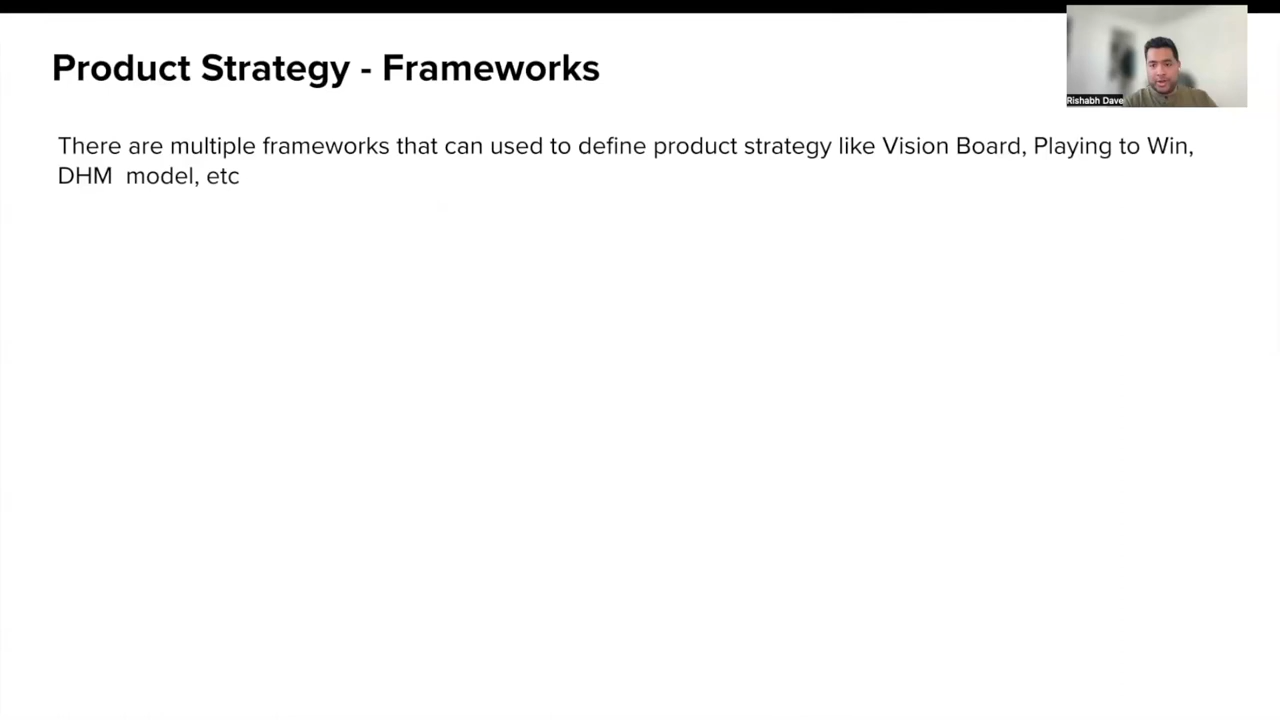 Product Strategy - Frameworks
Rishabh Dave
There are multiple frameworks that can used to define product strategy like Vision Board, Playing to Win,
DHM model, etc